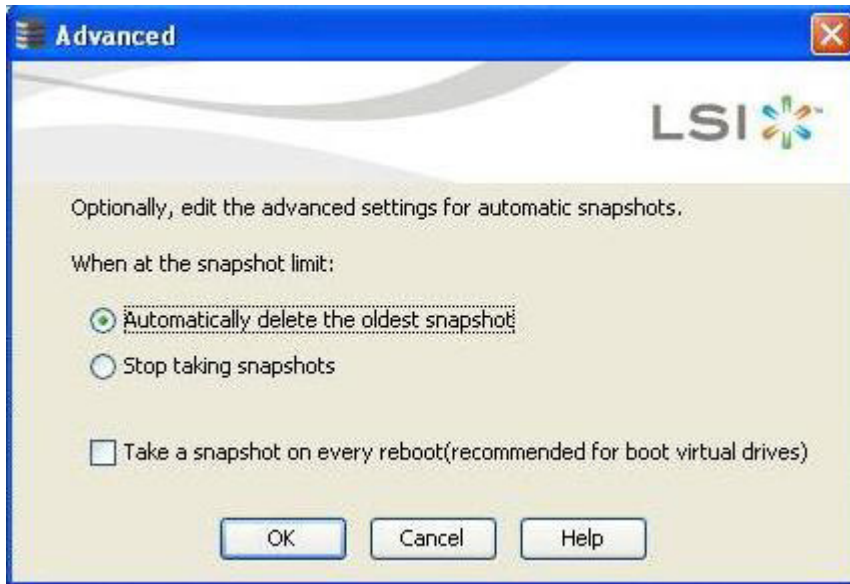 Advanced
LSI™
Optionally, edit the advanced settings for automatic snapshots.
When at the snapshot limit:
Automatically delete the oldest snapshot
Stop taking snapshots
Take a snapshot on every reboot(recommended for boot virtual drives)
OK Cancel Help